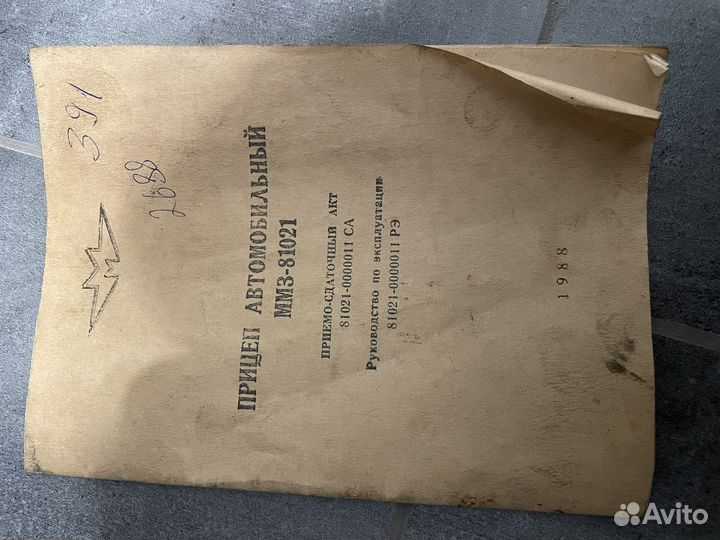 391
2688
ПРИЦЕП АВТОМОБИЛЬНЫЙ
ММЗ-81021
ПРИЕМО-СДАТОЧНЫЙ АКТ
81021-0000011 СА
Руководство по эксплуатации
81021-0000011 РЭ
1988
Avito